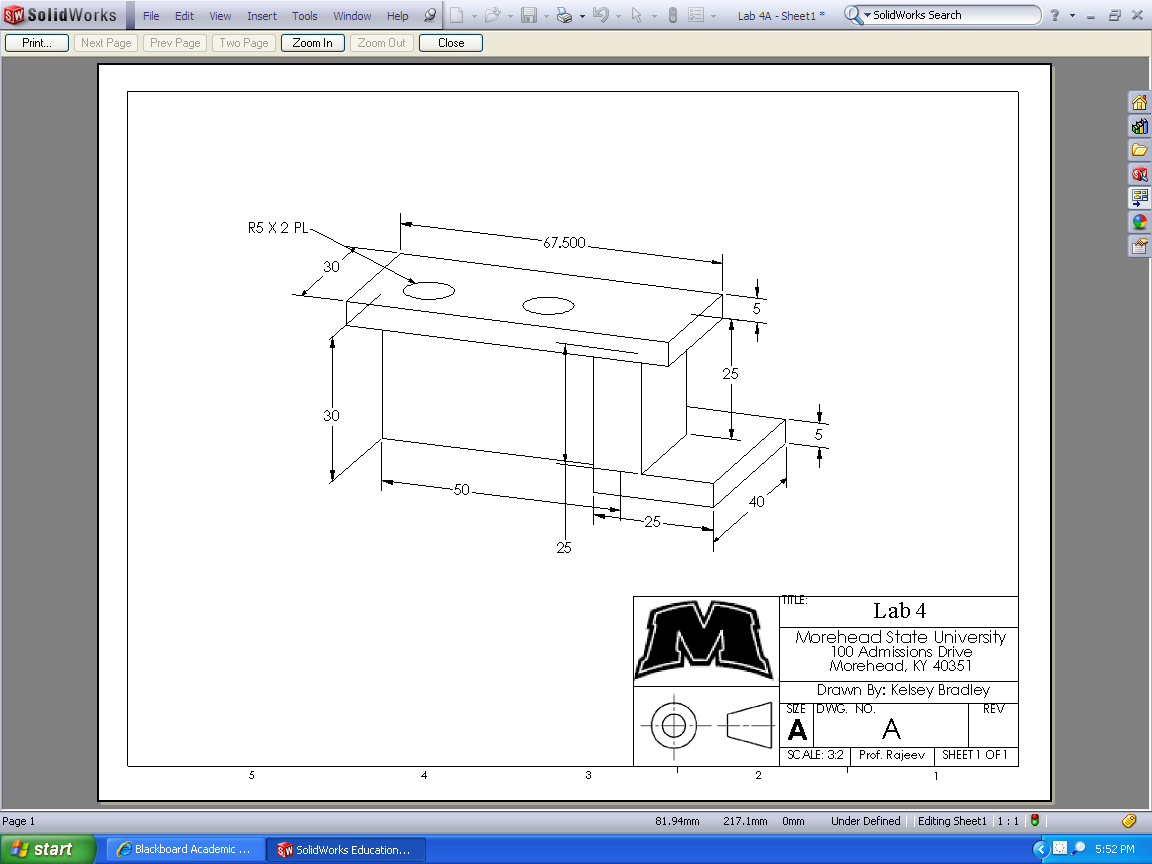 SolidWorks File Edit View Insert Tools Window Help Lab 4A - Sheet1 * SolidWorks Search
Print... Next Page Prev Page Two Page Zoom In Zoom Out Close
R5 X 2 PL
67.500
30
5
25
30
5
50
40
25
25
TITLE:
Lab 4
Morehead State University
100 Admissions Drive
Morehead, KY 40351
Drawn By: Kelsey Bradley
SIZE DWG. NO. REV
A A
SCALE: 3:2 Prof. Rajeev SHEET 1 OF 1
M
5 4 3 2 1
Page 1 81.94mm 217.1mm 0mm Under Defined Editing Sheet1 1 : 1
start Blackboard Academic ... SolidWorks Education... 5:52 PM